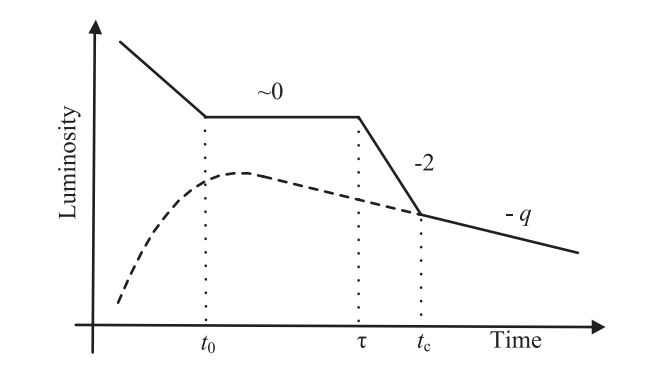 ~0
Luminosity
-2
- q
t0
τ
tc
Time